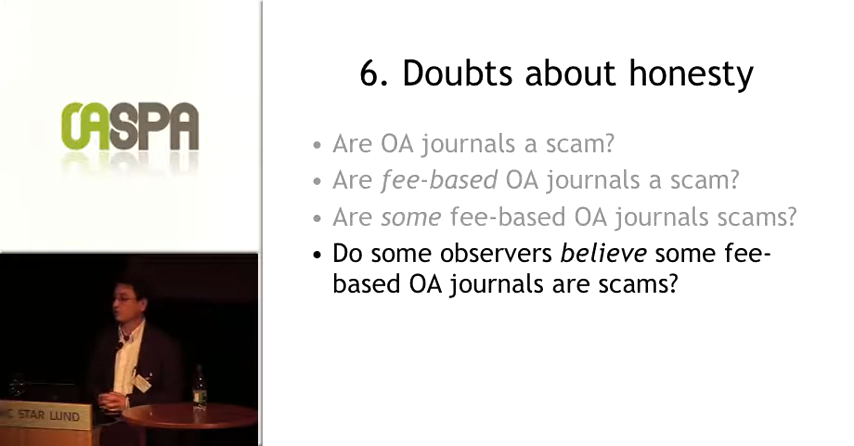 OASPA
6. Doubts about honesty
• Are OA journals a scam?
• Are fee-based OA journals a scam?
• Are some fee-based OA journals scams?
• Do some observers believe some fee-
based OA journals are scams?
STAR LUND